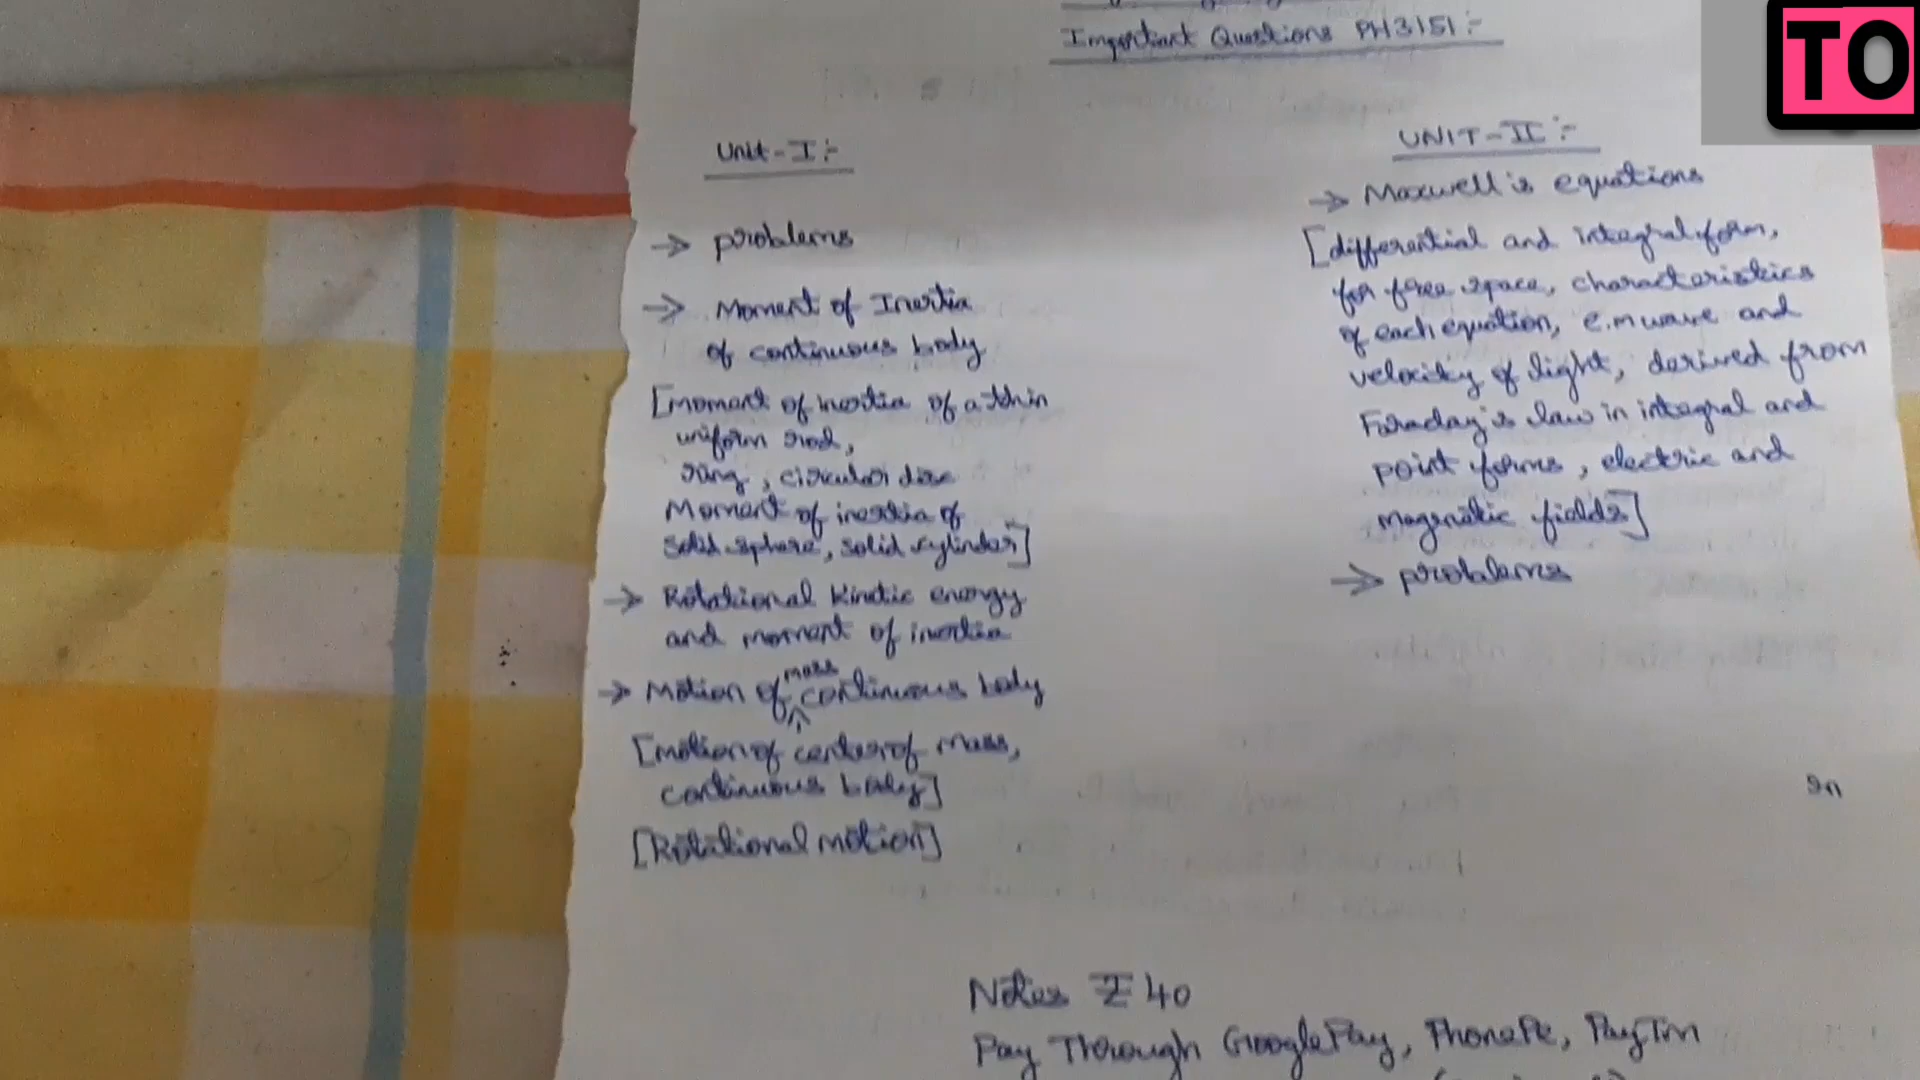 Important Questions PH3151:-
TO
Unit-I:-
→ problems
→ Moment of Inertia
of continuous body
[Moment of inertia of a thin
uniform rod,
ring, circular disc
Moment of inertia of
solid sphere, solid cylinder]
→ Rotational kinetic energy
and moment of inertia
mass
→ Motion of continuous body
[motion of center of mass,
continuous body]
[Rotational motion]
UNIT-II:-
→ Maxwell's equations
[differential and integral form,
for free space, characteristics
of each equation, e.m wave and
velocity of light, derived from
Faraday's law in integral and
point forms, electric and
magenetic fields]
→ problems
Notes ₹ 40
Pay Through GooglePay, PhonePe, PayTm